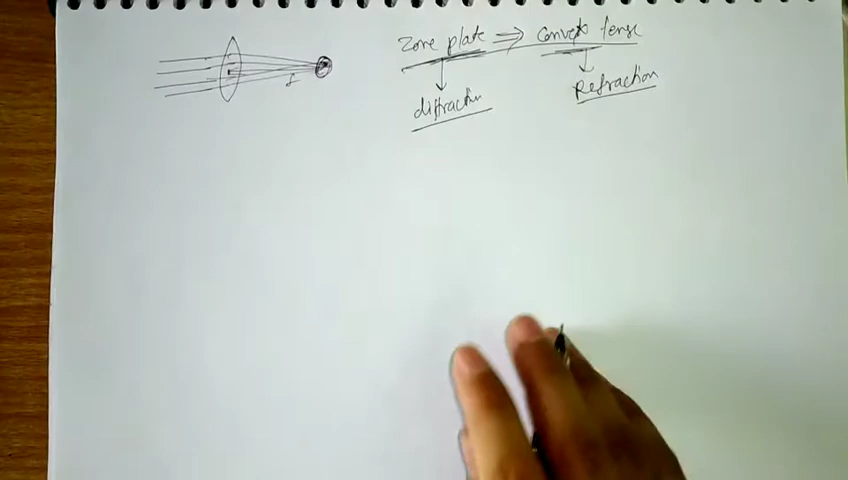 Zone plate ⇒ Convex lense
diffraction
Refraction
f